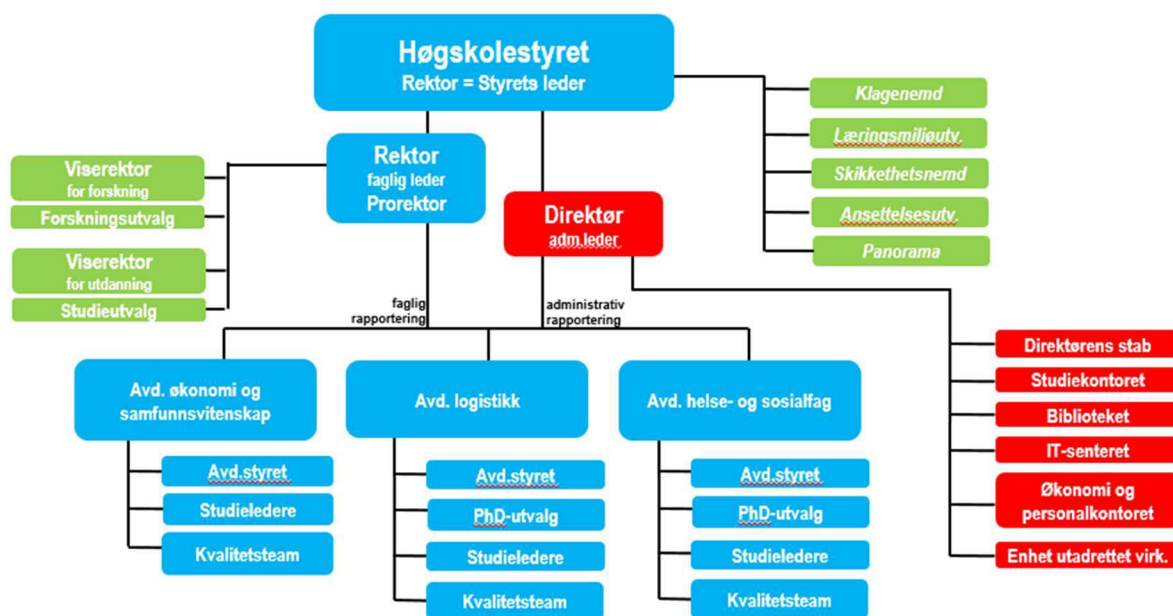 Høgskolestyret
Rektor = Styrets leder
Klagenemd
Læringsmiljøutv.
Skikkethetsnemd
Ansettelsesutv.
Panorama
Rektor
faglig leder
Prorektor
Viserektor
for forskning
Forskningsutvalg
Viserektor
for utdanning
Studieutvalg
Direktør
adm.leder
faglig
rapportering
administrativ
rapportering
Direktørens stab
Studiekontoret
Biblioteket
IT-senteret
Økonomi og
personalkontoret
Enhet utadrettet virk.
Avd. økonomi og
samfunnsvitenskap
Avd.styret
Studieledere
Kvalitetsteam
Avd. logistikk
Avd.styret
PhD-utvalg
Studieledere
Kvalitetsteam
Avd. helse- og sosialfag
Avd.styret
PhD-utvalg
Studieledere
Kvalitetsteam